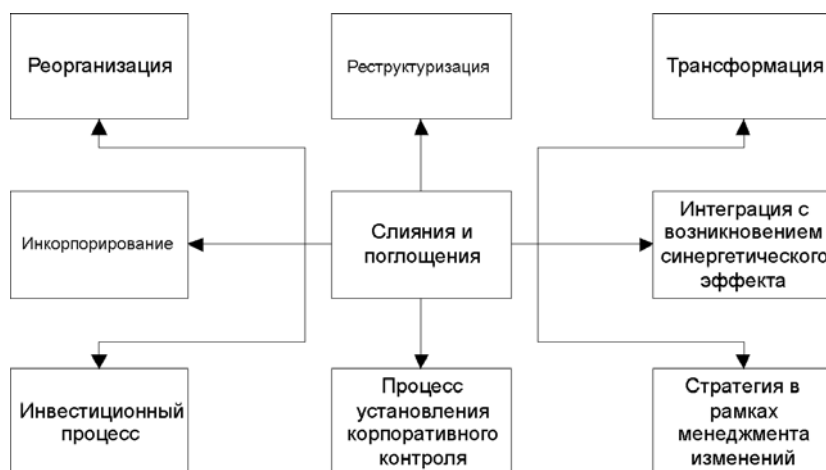 Реорганизация
Реструктуризация
Трансформация
Инкорпорирование
Слияния и
поглощения
Интеграция с
возникновением
синергетического
эффекта
Инвестиционный
процесс
Процесс
установления
корпоративного
контроля
Стратегия в
рамках
менеджмента
изменений